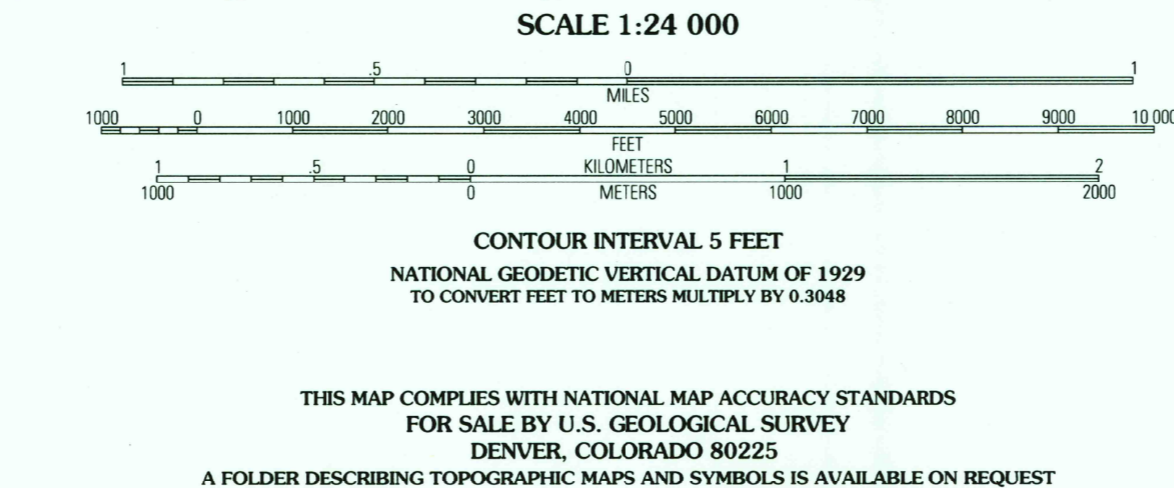 SCALE 1:24 000
1 .5 0 1
MILES
1000 0 1000 2000 3000 4000 5000 6000 7000 8000 9000 10 000
FEET
1 .5 0 KILOMETERS 1 2
1000 0 METERS 1000 2000
CONTOUR INTERVAL 5 FEET
NATIONAL GEODETIC VERTICAL DATUM OF 1929
TO CONVERT FEET TO METERS MULTIPLY BY 0.3048
THIS MAP COMPLIES WITH NATIONAL MAP ACCURACY STANDARDS
FOR SALE BY U.S. GEOLOGICAL SURVEY
DENVER, COLORADO 80225
A FOLDER DESCRIBING TOPOGRAPHIC MAPS AND SYMBOLS IS AVAILABLE ON REQUEST